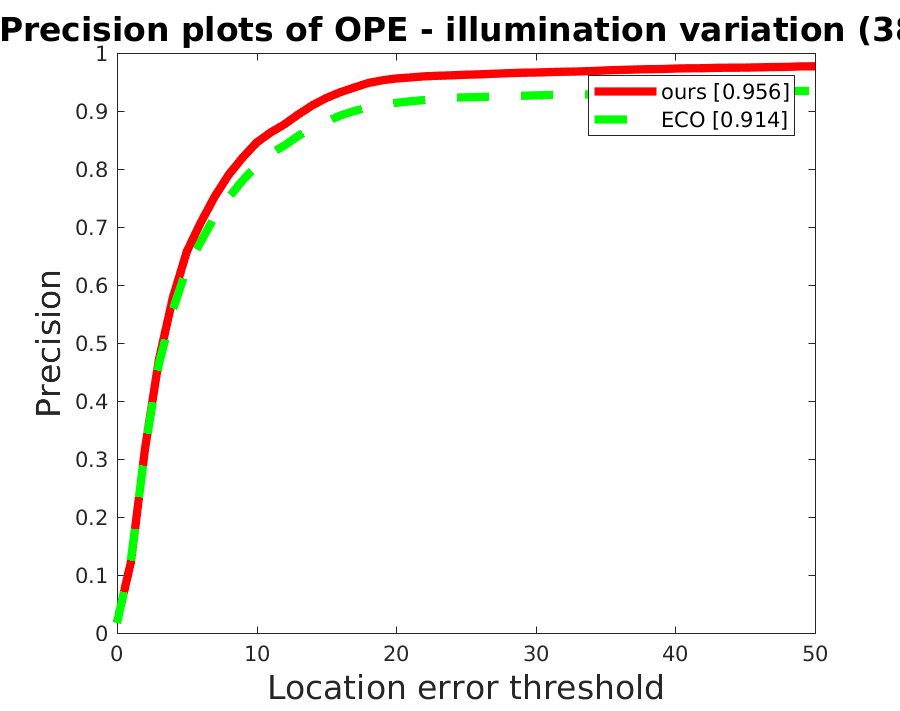 Precision plots of OPE - illumination variation (38
1
0.9
0.8
0.7
0.6
0.5
0.4
0.3
0.2
0.1
0
ours [0.956]
ECO [0.914]
Precision
0 10 20 30 40 50
Location error threshold